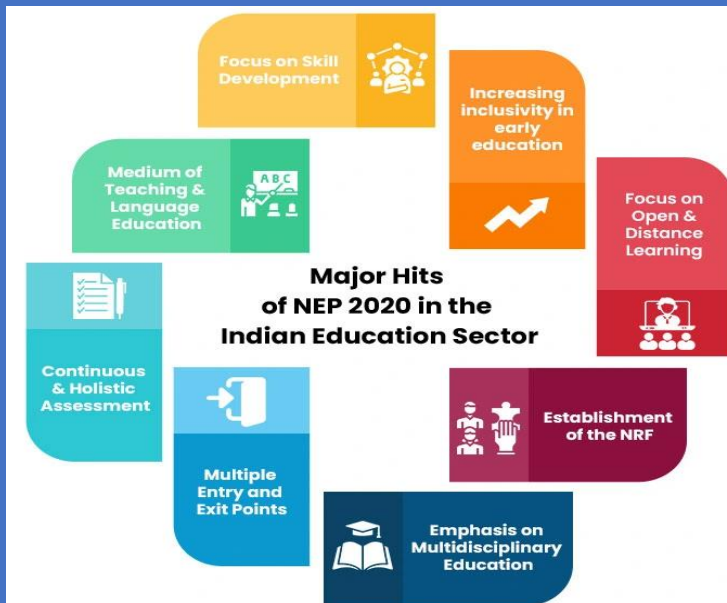 Focus on Skill
Development
Increasing
inclusivity in
early
education
Medium of
Teaching &
Language
Education
A B C
Focus on
Open &
Distance
Learning
Major Hits
of NEP 2020 in the
Indian Education Sector
Continuous
& Holistic
Assessment
Multiple
Entry and
Exit Points
Establishment
of the NRF
Emphasis on
Multidisciplinary
Education